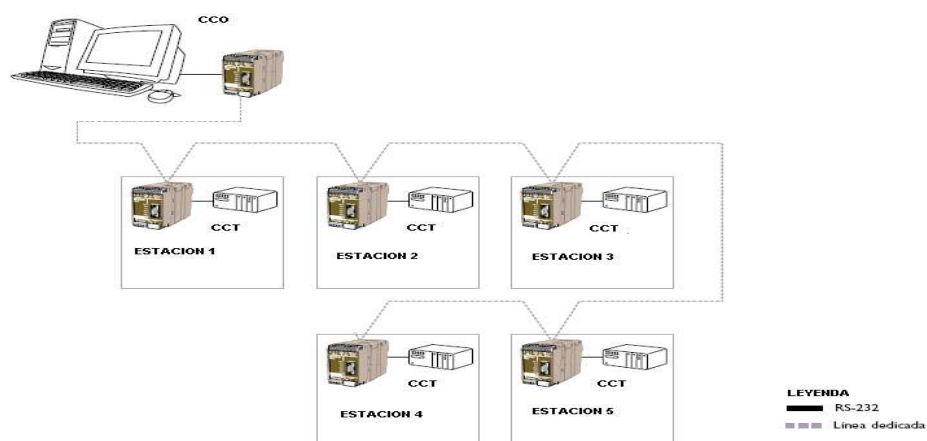 CCO
CCT
ESTACION 1
CCT
ESTACION 2
CCT
ESTACION 3
CCT
ESTACION 4
CCT
ESTACION 5
LEYENDA
RS-232
Línea dedicada